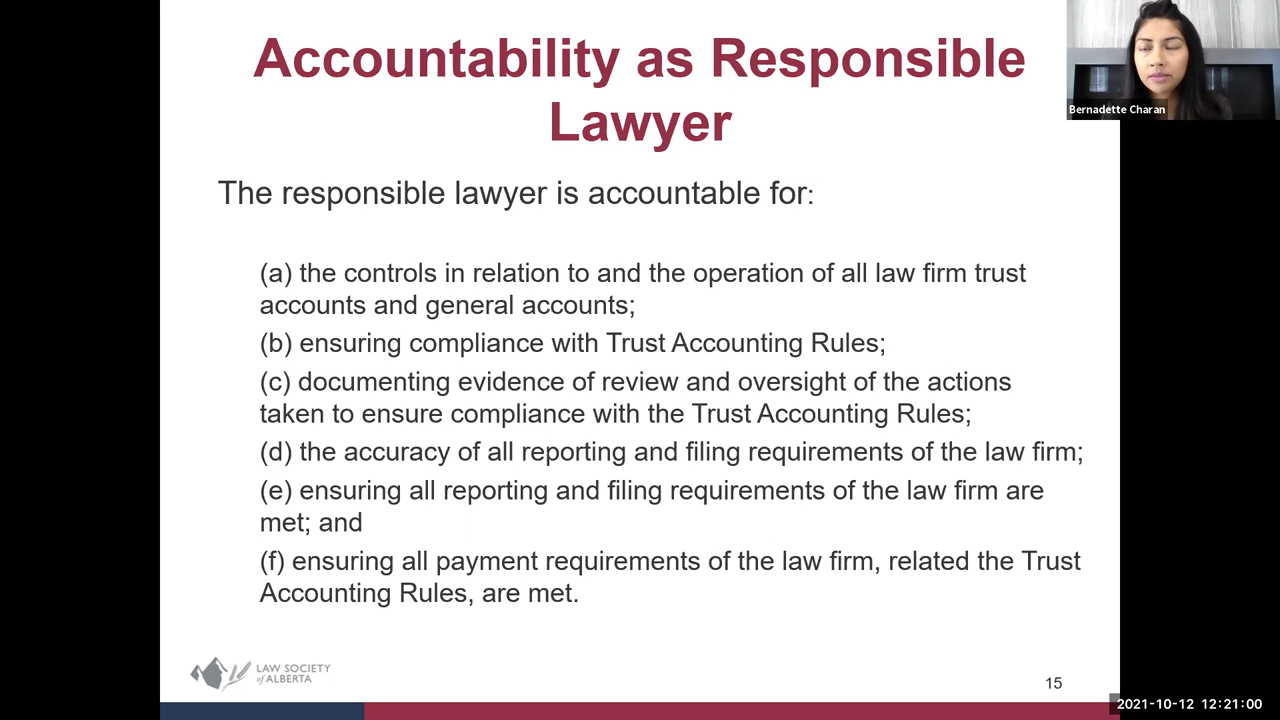 Accountability as Responsible
Lawyer
The responsible lawyer is accountable for:
(a) the controls in relation to and the operation of all law firm trust
accounts and general accounts;
(b) ensuring compliance with Trust Accounting Rules;
(c) documenting evidence of review and oversight of the actions
taken to ensure compliance with the Trust Accounting Rules;
(d) the accuracy of all reporting and filing requirements of the law firm;
(e) ensuring all reporting and filing requirements of the law firm are
met; and
(f) ensuring all payment requirements of the law firm, related the Trust
Accounting Rules, are met.
LAW SOCIETY
of ALBERTA
15
Bernadette Charan
2021-10-12 12:21:00